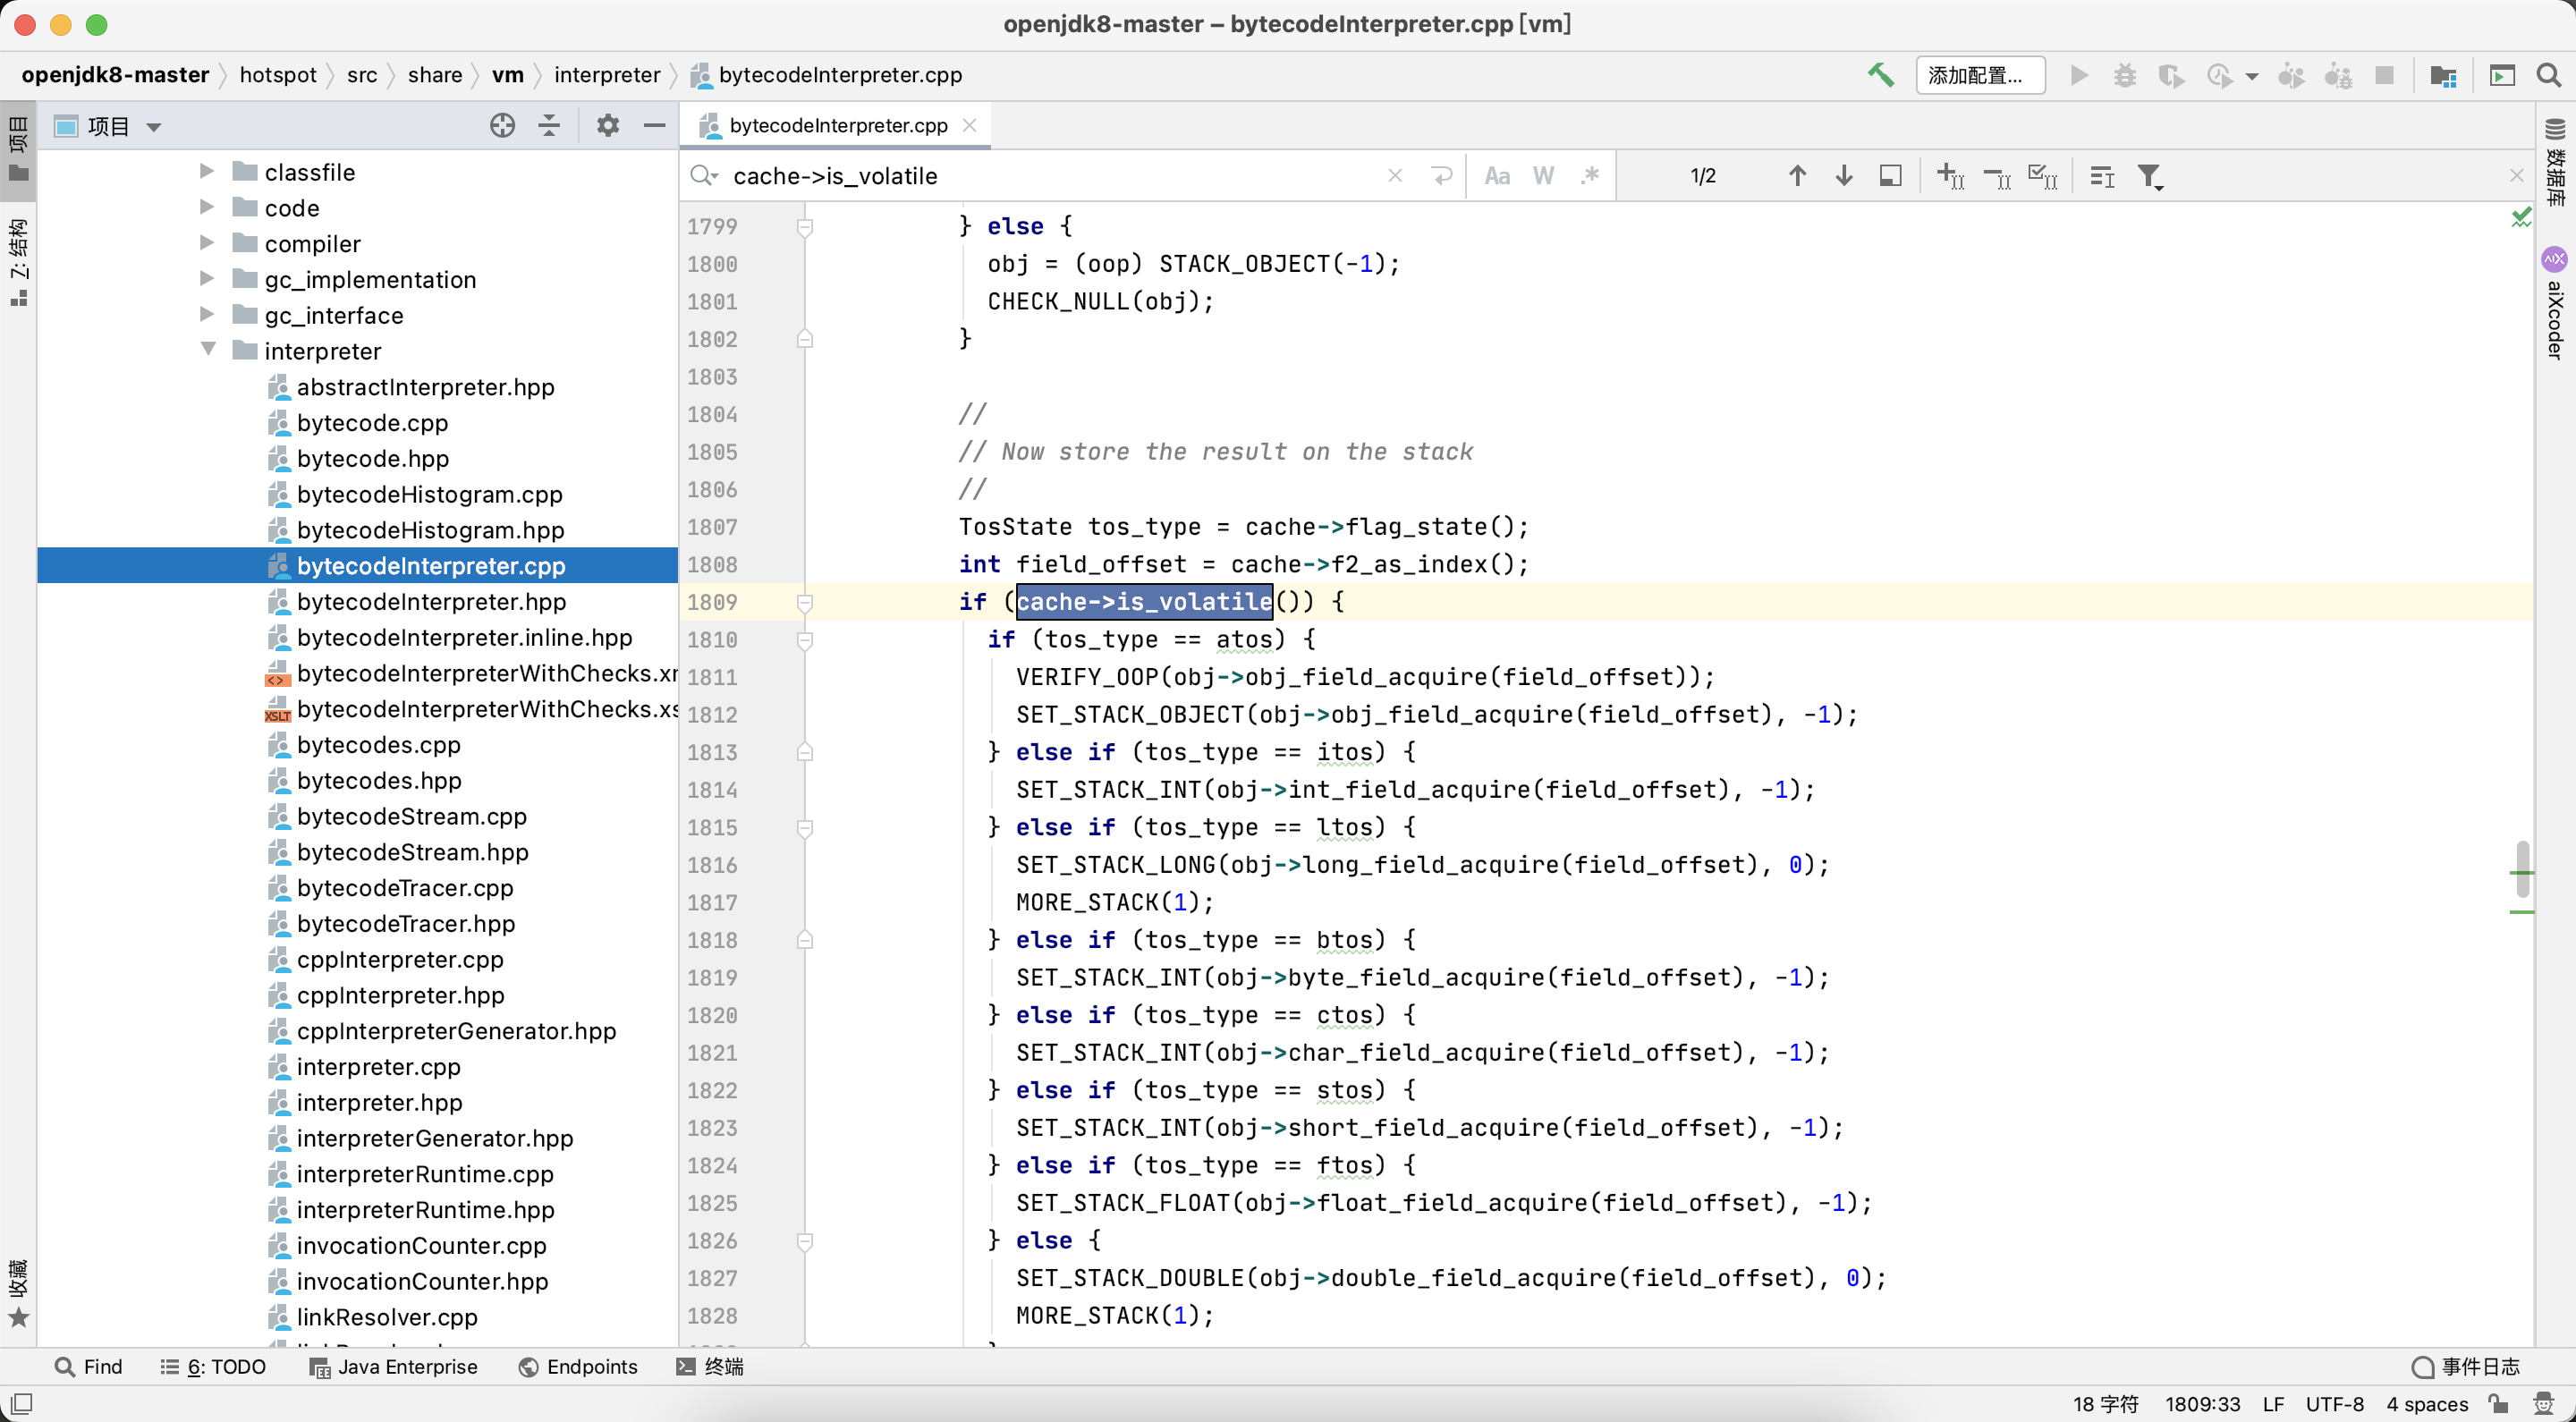 openjdk8-master – bytecodeInterpreter.cpp [vm]
openjdk8-master hotspot src share vm interpreter bytecodeInterpreter.cpp
添加配置...
项目
bytecodeInterpreter.cpp
cache->is_volatile
Aa W .*
1/2
项目
Z: 结构
收藏
classfile
code
compiler
gc_implementation
gc_interface
interpreter
abstractInterpreter.hpp
bytecode.cpp
bytecode.hpp
bytecodeHistogram.cpp
bytecodeHistogram.hpp
bytecodeInterpreter.cpp
bytecodeInterpreter.hpp
bytecodeInterpreter.inline.hpp
bytecodeInterpreterWithChecks.xm
bytecodeInterpreterWithChecks.xs
bytecodes.cpp
bytecodes.hpp
bytecodeStream.cpp
bytecodeStream.hpp
bytecodeTracer.cpp
bytecodeTracer.hpp
cppInterpreter.cpp
cppInterpreter.hpp
cppInterpreterGenerator.hpp
interpreter.cpp
interpreter.hpp
interpreterGenerator.hpp
interpreterRuntime.cpp
interpreterRuntime.hpp
invocationCounter.cpp
invocationCounter.hpp
linkResolver.cpp
1799 } else {
1800 obj = (oop) STACK_OBJECT(-1);
1801 CHECK_NULL(obj);
1802 }
1803
1804 //
1805 // Now store the result on the stack
1806 //
1807 TosState tos_type = cache->flag_state();
1808 int field_offset = cache->f2_as_index();
1809 if (cache->is_volatile()) {
1810 if (tos_type == atos) {
1811 VERIFY_OOP(obj->obj_field_acquire(field_offset));
1812 SET_STACK_OBJECT(obj->obj_field_acquire(field_offset), -1);
1813 } else if (tos_type == itos) {
1814 SET_STACK_INT(obj->int_field_acquire(field_offset), -1);
1815 } else if (tos_type == ltos) {
1816 SET_STACK_LONG(obj->long_field_acquire(field_offset), 0);
1817 MORE_STACK(1);
1818 } else if (tos_type == btos) {
1819 SET_STACK_INT(obj->byte_field_acquire(field_offset), -1);
1820 } else if (tos_type == ctos) {
1821 SET_STACK_INT(obj->char_field_acquire(field_offset), -1);
1822 } else if (tos_type == stos) {
1823 SET_STACK_INT(obj->short_field_acquire(field_offset), -1);
1824 } else if (tos_type == ftos) {
1825 SET_STACK_FLOAT(obj->float_field_acquire(field_offset), -1);
1826 } else {
1827 SET_STACK_DOUBLE(obj->double_field_acquire(field_offset), 0);
1828 MORE_STACK(1);
数据库
aiXcoder
Find 6: TODO Java Enterprise Endpoints 终端 事件日志
18 字符 1809:33 LF UTF-8 4 spaces